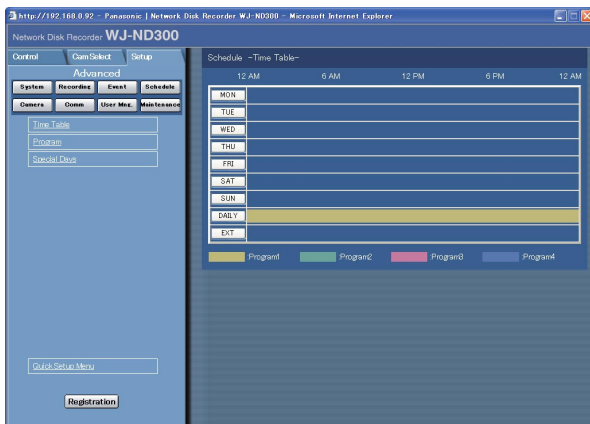 http://192.168.0.92 - Panasonic | Network Disk Recorder WJ-ND300 - Microsoft Internet Explorer
Network Disk Recorder WJ-ND300
Control Cam Select Setup
Advanced
System Recording Event Schedule
Camera Comm User Mng. Maintenance
Time Table
Program
Special Days
Quick Setup Menu
Registration
Schedule -Time Table-
12 AM 6 AM 12 PM 6 PM 12 AM
MON
TUE
WED
THU
FRI
SAT
SUN
DAILY
EXT
:Program1 :Program2 :Program3 :Program4